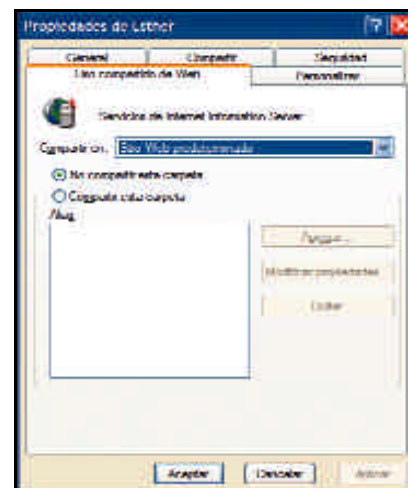 Propiedades de Esther
General Compartir Seguridad
Uso compartido de Web Personalizar
Servicios de Internet Information Server
Compartir en: Sitio Web predeterminado
No compartir esta carpeta
Compartir esta carpeta
Alias
Agregar...
Modificar propiedades
Quitar
Aceptar Cancelar Aplicar